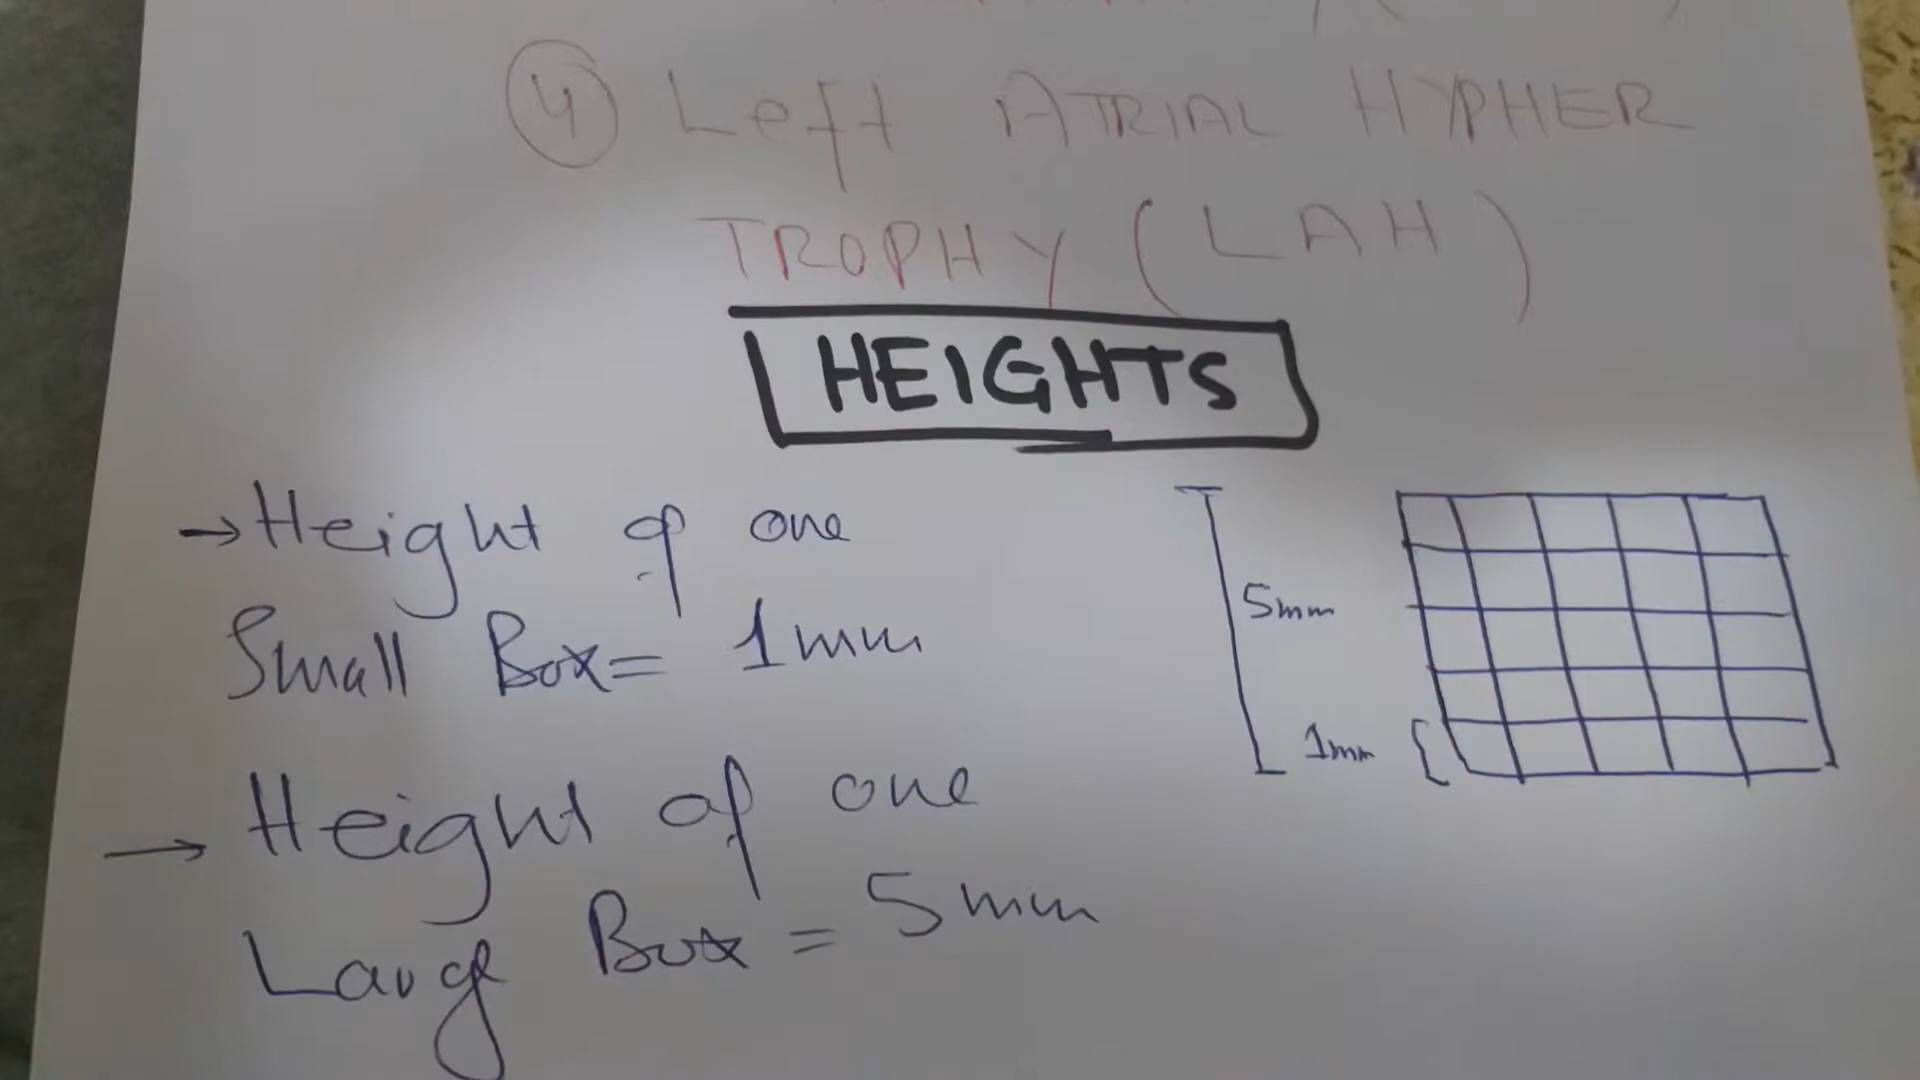 4 Left ATRIAL HYPHER
TROPHY (LAH)
HEIGHTS
→ Height of one
Small Box = 1mm
→ Height of one
Large Box = 5mm
5mm
1mm